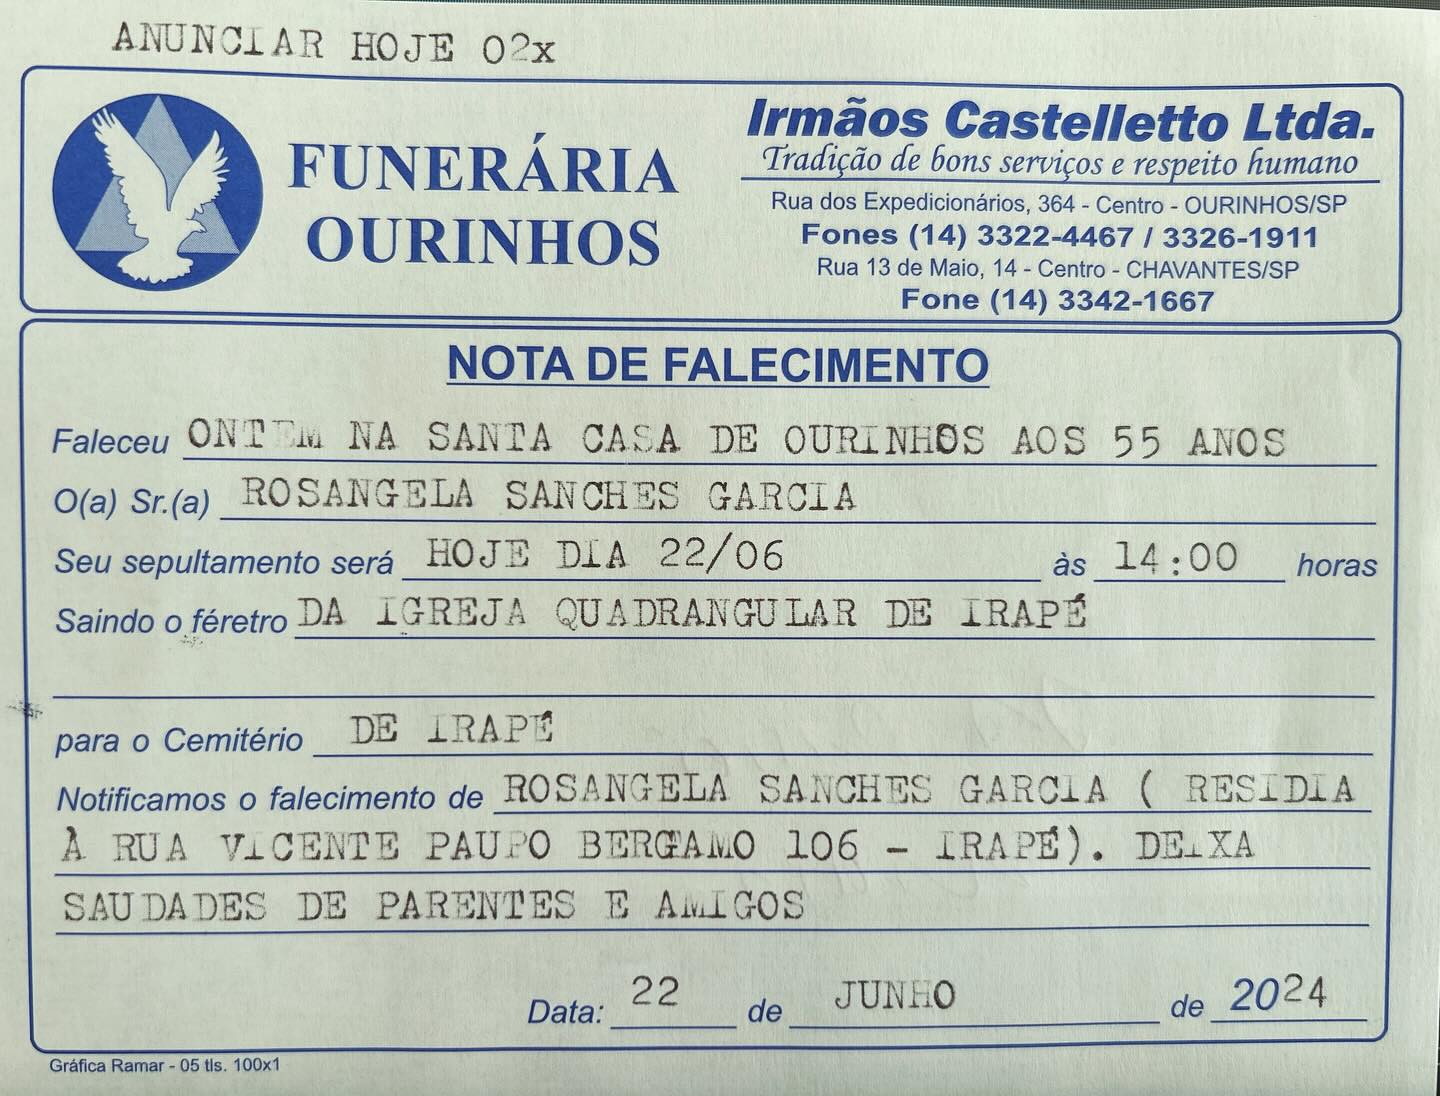 ANUNCIAR HOJE 02x
FUNERÁRIA
OURINHOS
Irmãos Castelletto Ltda.
Tradição de bons serviços e respeito humano
Rua dos Expedicionários, 364 - Centro - OURINHOS/SP
Fones (14) 3322-4467 / 3326-1911
Rua 13 de Maio, 14 - Centro - CHAVANTES/SP
Fone (14) 3342-1667
NOTA DE FALECIMENTO
Faleceu ONTEM NA SANTA CASA DE OURINHOS AOS 55 ANOS
O(a) Sr.(a) ROSANGELA SANCHES GARCIA
Seu sepultamento será HOJE DIA 22/06 às 14:00 horas
Saindo o féretro DA IGREJA QUADRANGULAR DE IRAPÉ
para o Cemitério DE IRAPÉ
Notificamos o falecimento de ROSANGELA SANCHES GARCIA ( RESIDIA
À RUA VICENTE PAUPO BERGAMO 106 - IRAPÉ). DEIXA
SAUDADES DE PARENTES E AMIGOS
Data: 22 de JUNHO de 2024
Gráfica Ramar - 05 tls. 100x1